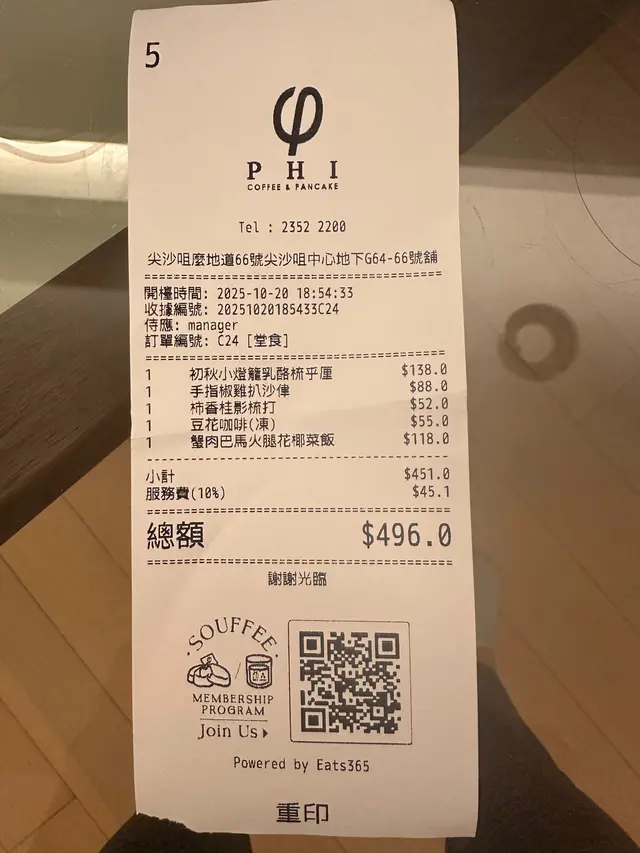 5
φ
PHI
COFFEE & PANCAKE
Tel : 2352 2200
尖沙咀麼地道66號尖沙咀中心地下G64-66號舖
開檯時間: 2025-10-20 18:54:33
收據編號: 20251020185433C24
侍應: manager
訂單編號: C24 [堂食]
1 初秋小燈籠乳酪梳乎厘 $138.0
1 手指椒雞扒沙律 $88.0
1 柿香桂影梳打 $52.0
1 豆花咖啡(凍) $55.0
1 蟹肉巴馬火腿花椰菜飯 $118.0
小計 $451.0
服務費(10%) $45.1
總額 $496.0
謝謝光臨
SOUFFEE
MEMBERSHIP
PROGRAM
Join Us
Powered by Eats365
重印